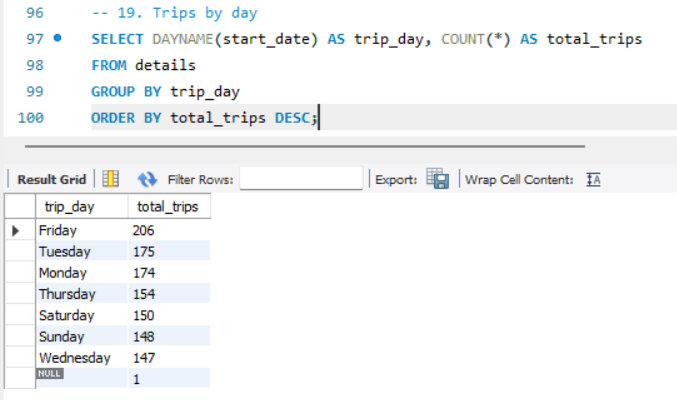 96 -- 19. Trips by day
97 SELECT DAYNAME(start_date) AS trip_day, COUNT(*) AS total_trips
98 FROM details
99 GROUP BY trip_day
100 ORDER BY total_trips DESC;
Result Grid Filter Rows: Export: Wrap Cell Content: IA
trip_day total_trips
Friday 206
Tuesday 175
Monday 174
Thursday 154
Saturday 150
Sunday 148
Wednesday 147
NULL 1